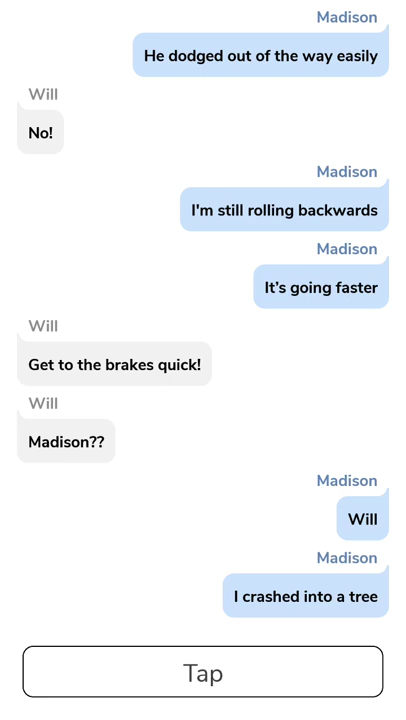 Madison
He dodged out of the way easily
Will
No!
Madison
I'm still rolling backwards
Madison
It's going faster
Will
Get to the brakes quick!
Will
Madison??
Madison
Will
Madison
I crashed into a tree
Tap